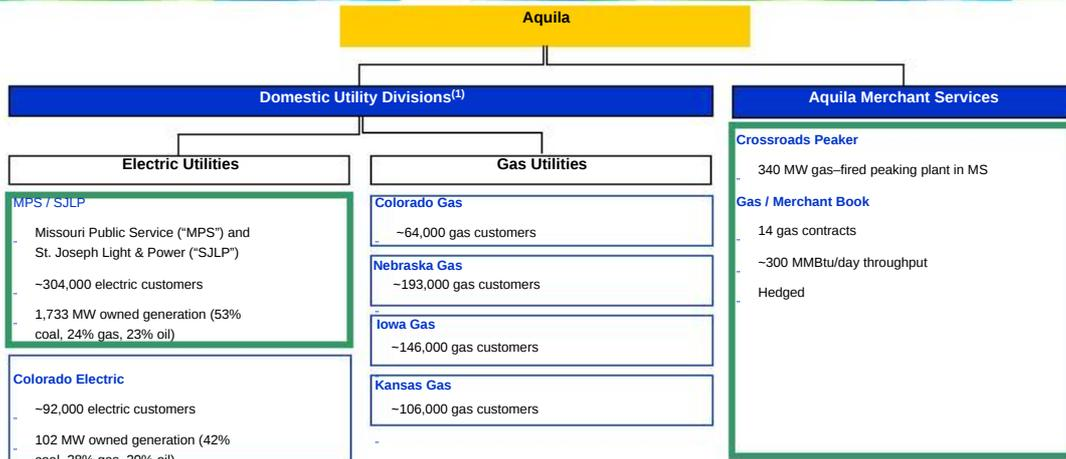 Aquila
Domestic Utility Divisions(1)
Aquila Merchant Services
Electric Utilities
Gas Utilities
MPS / SJLP
Missouri Public Service (“MPS”) and
St. Joseph Light & Power (“SJLP”)
~304,000 electric customers
1,733 MW owned generation (53%
coal, 24% gas, 23% oil)
Colorado Electric
~92,000 electric customers
102 MW owned generation (42%
Colorado Gas
~64,000 gas customers
Nebraska Gas
~193,000 gas customers
Iowa Gas
~146,000 gas customers
Kansas Gas
~106,000 gas customers
Crossroads Peaker
340 MW gas–fired peaking plant in MS
Gas / Merchant Book
14 gas contracts
~300 MMBtu/day throughput
Hedged